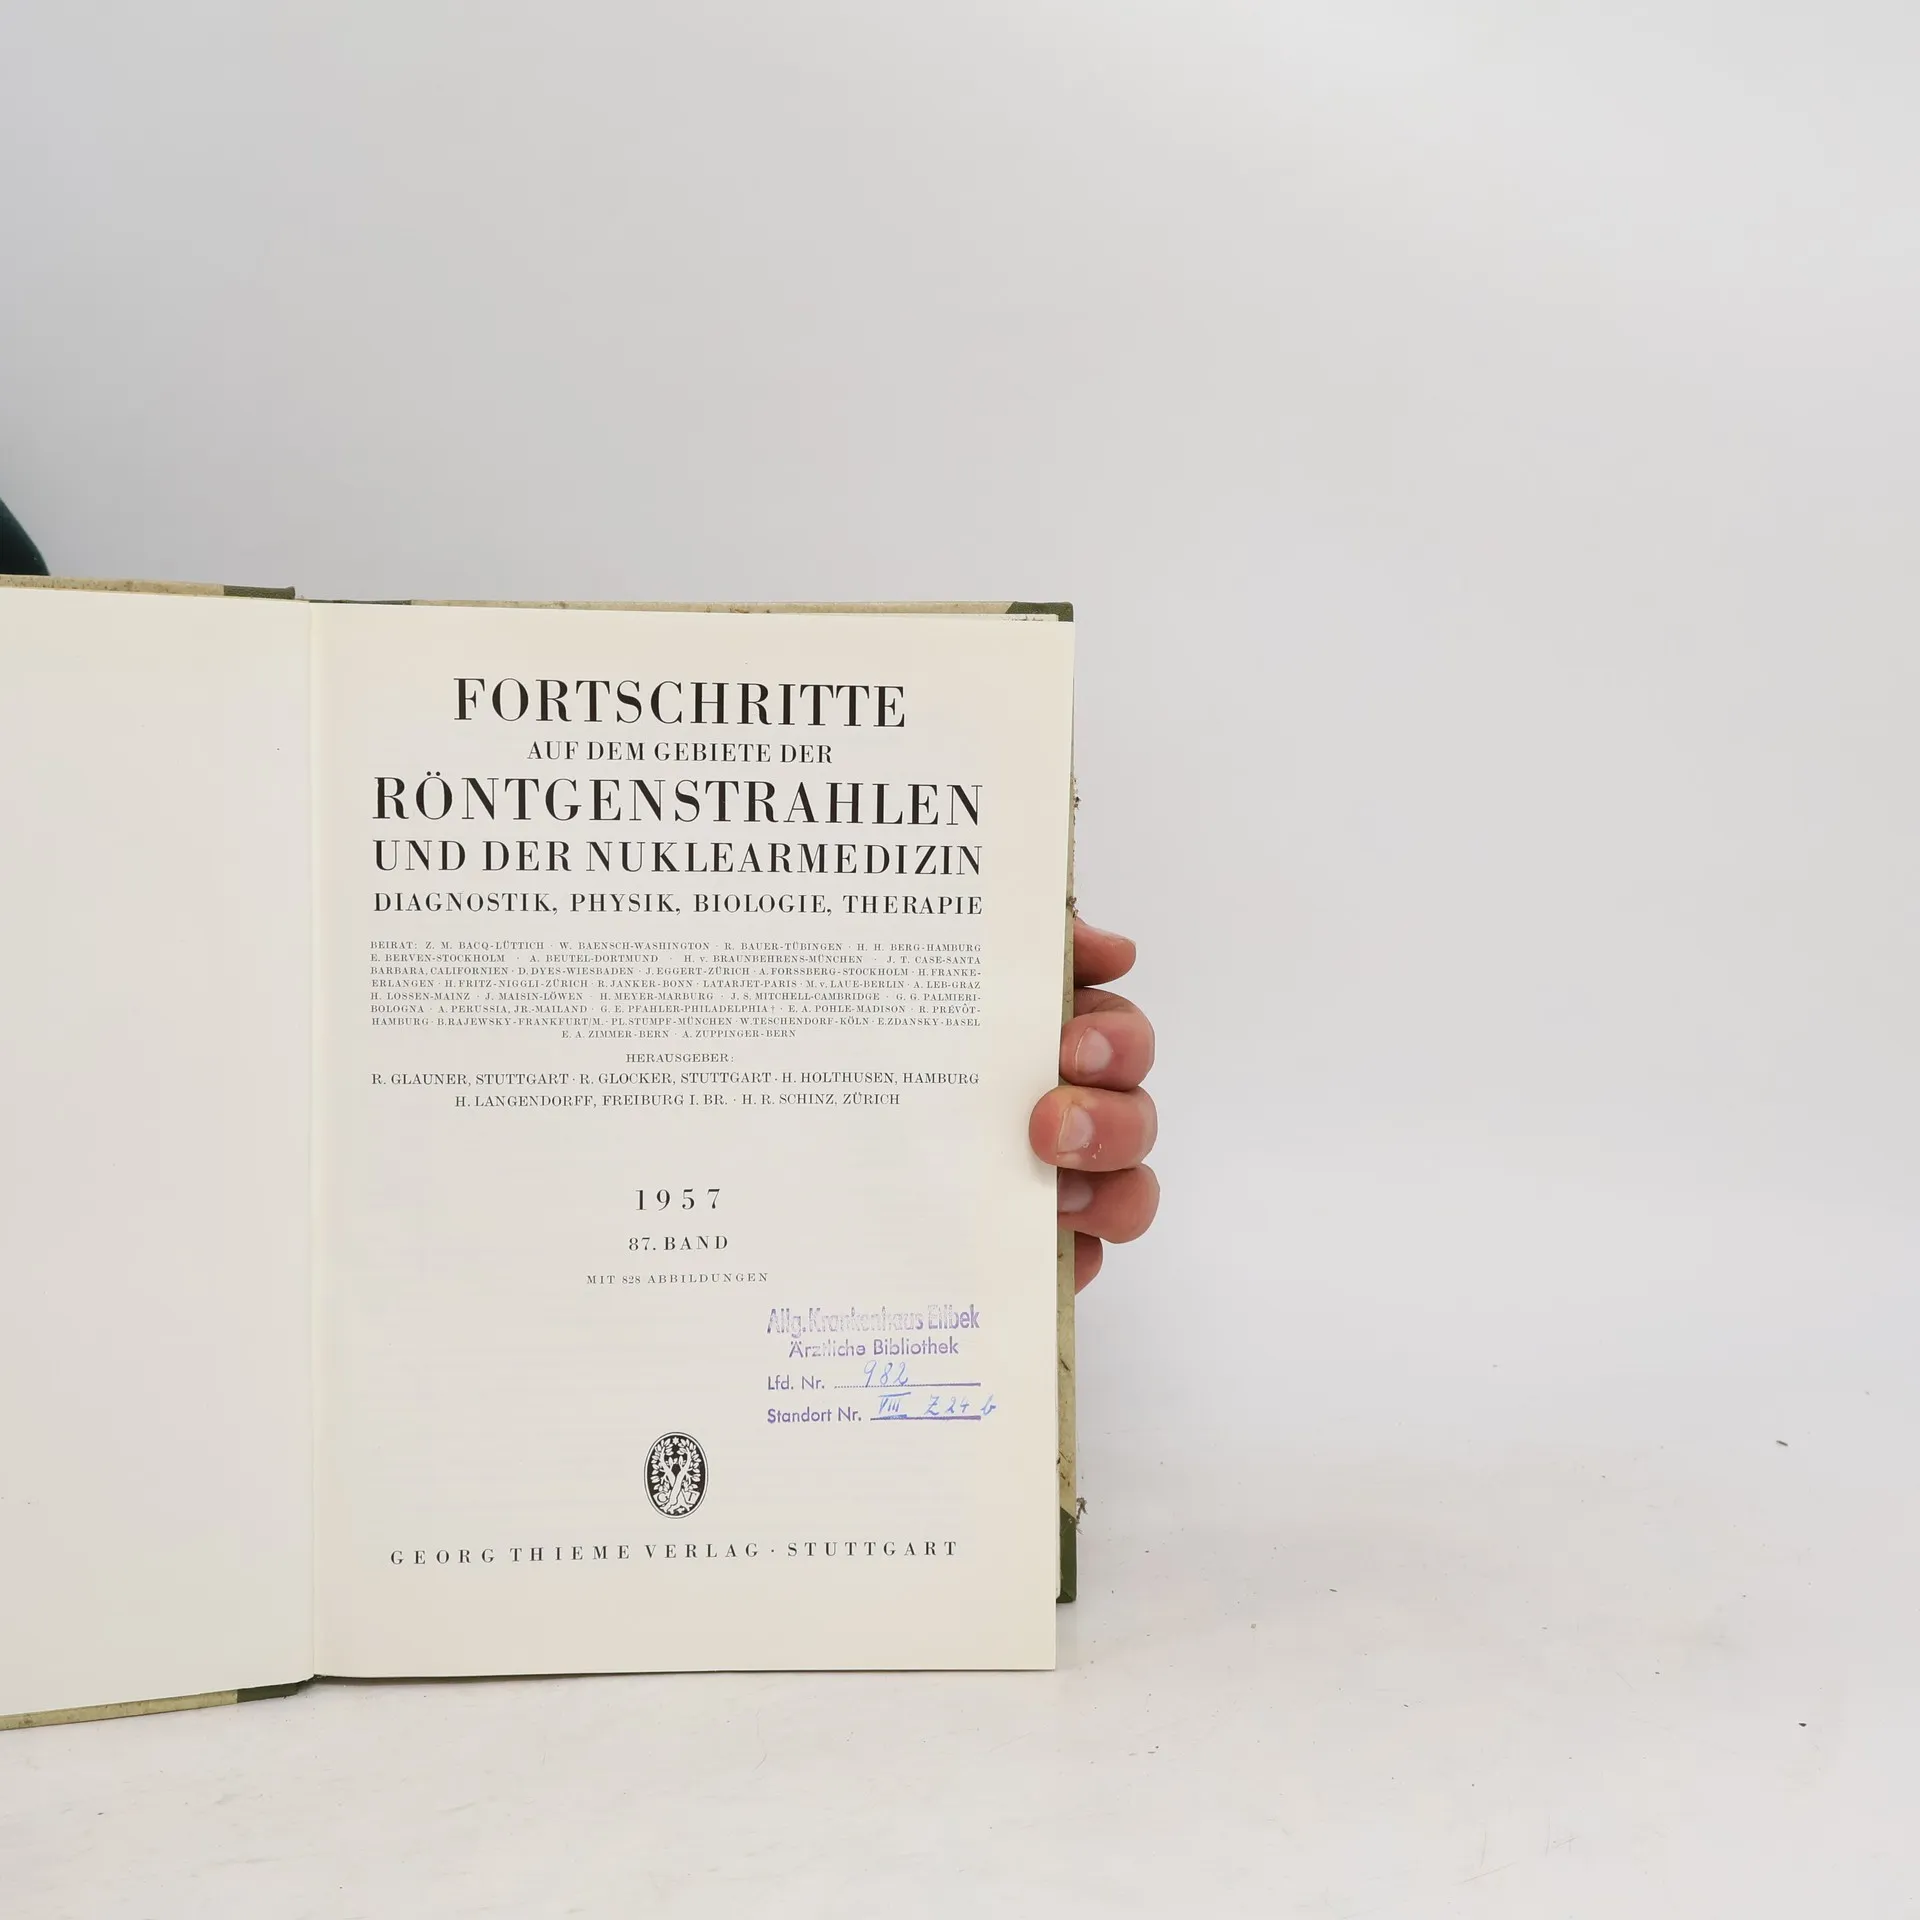 FORTSCHRITTE
AUF DEM GEBIETE DER
RÖNTGENSTRAHLEN
UND DER NUKLEARMEDIZIN
DIAGNOSTIK, PHYSIK, BIOLOGIE, THERAPIE
BEIRAT: Z. M. BACQ-LÜTTICH · W. BAENSCH-WASHINGTON · R. BAUER-TÜBINGEN · H. H. BERG-HAMBURG
E. BERVEN-STOCKHOLM · A. BEUTEL-DORTMUND · H. v. BRAUNBEHRENS-MÜNCHEN · J. T. CASE-SANTA
BARBARA, CALIFORNIEN · D. DYES-WIESBADEN · J. EGGERT-ZÜRICH · A. FORSSBERG-STOCKHOLM · H. FRANKE-
ERLANGEN · H. FRITZ-NIGGLI-ZÜRICH · R. JANKER-BONN · LATARJET-PARIS · M. v. LAUE-BERLIN · A. LEB-GRAZ
H. LOSSEN-MAINZ · J. MAISIN-LÖWEN · H. MEYER-MARBURG · J. S. MITCHELL-CAMBRIDGE · G. G. PALMIERI-
BOLOGNA · A. PERUSSIA, JR.-MAILAND · G. E. PFAHLER-PHILADELPHIA † · E. A. POHLE-MADISON · R. PRÉVÔT-
HAMBURG · B. RAJEWSKY-FRANKFURT/M. · PL. STUMPF-MÜNCHEN · W. TESCHENDORF-KÖLN · E. ZDANSKY-BASEL
E. A. ZIMMER-BERN · A. ZUPPINGER-BERN
HERAUSGEBER:
R. GLAUNER, STUTTGART · R. GLOCKER, STUTTGART · H. HOLTHUSEN, HAMBURG
H. LANGENDORFF, FREIBURG I. BR. · H. R. SCHINZ, ZÜRICH
1957
87. BAND
MIT 828 ABBILDUNGEN
Allg. Krankenhaus Eilbek
Ärztliche Bibliothek
Lfd. Nr. 982
Standort Nr. VIII Z 24 b
GEORG THIEME VERLAG · STUTTGART